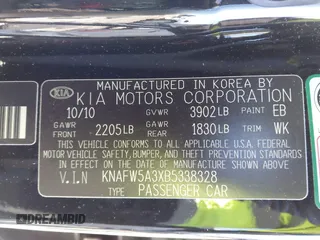 MANUFACTURED IN KOREA BY
KIA KIA MOTORS CORPORATION
10/10 GVWR 3902LB PAINT EB
GAWR FRONT 2205LB GAWR REAR 1830LB TRIM WK
THIS VEHICLE CONFORMS TO ALL APPLICABLE
FEDERAL MOTOR VEHICLE SAFETY, BUMPER,
AND THEFT PREVENTION STANDARDS IN EFFECT
ON THE DATE OF MANUFACTURE SHOWN ABOVE.
V.I.N KNAFW5A3XB5338328
PASSENGER CAR
DREAMBID